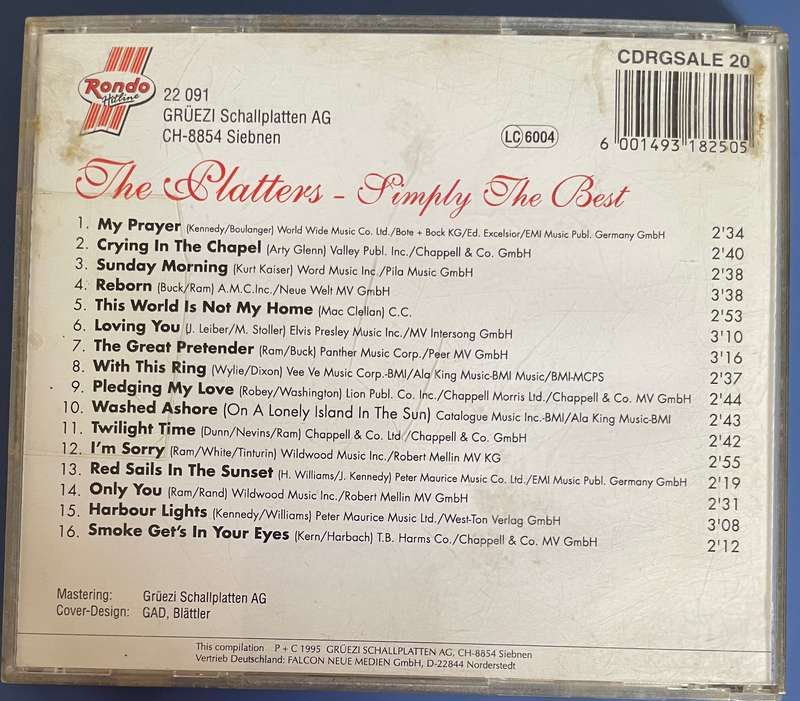 Rondo
Hitline
22 091
GRÜEZI Schallplatten AG
CH-8854 Siebnen
LC 6004
CDRGSALE 20
6 001493 182505
The Platters - Simply The Best
1. My Prayer (Kennedy/Boulanger) World Wide Music Co. Ltd./Bote + Bock KG/Ed. Excelsior/EMI Music Publ. Germany GmbH 2'34
2. Crying In The Chapel (Arty Glenn) Valley Publ. Inc./Chappell & Co. GmbH 2'40
3. Sunday Morning (Kurt Kaiser) Word Music Inc./Pila Music GmbH 2'38
4. Reborn (Buck/Ram) A.M.C.Inc./Neue Welt MV GmbH 3'38
5. This World Is Not My Home (Mac Clellan) C.C. 2'53
6. Loving You (J. Leiber/M. Stoller) Elvis Presley Music Inc./MV Intersong GmbH 3'10
7. The Great Pretender (Ram/Buck) Panther Music Corp./Peer MV GmbH 3'16
8. With This Ring (Wylie/Dixon) Vee Ve Music Corp.-BMI/Ala King Music-BMI Music/BMI-MCPS 2'37
9. Pledging My Love (Robey/Washington) Lion Publ. Co. Inc./Chappell Morris Ltd./Chappell & Co. MV GmbH 2'44
10. Washed Ashore (On A Lonely Island In The Sun) Catalogue Music Inc.-BMI/Ala King Music-BMI 2'43
11. Twilight Time (Dunn/Nevins/Ram) Chappell & Co. Ltd./Chappell & Co. GmbH 2'42
12. I'm Sorry (Ram/White/Tinturin) Wildwood Music Inc./Robert Mellin MV KG 2'55
13. Red Sails In The Sunset (H. Williams/J. Kennedy) Peter Maurice Music Co. Ltd./EMI Music Publ. Germany GmbH 2'19
14. Only You (Ram/Rand) Wildwood Music Inc./Robert Mellin MV GmbH 2'31
15. Harbour Lights (Kennedy/Williams) Peter Maurice Music Ltd./West-Ton Verlag GmbH 3'08
16. Smoke Get's In Your Eyes (Kern/Harbach) T.B. Harms Co./Chappell & Co. MV GmbH 2'12
Mastering: Grüezi Schallplatten AG
Cover-Design: GAD, Blättler
This compilation P + C 1995 GRÜEZI SCHALLPLATTEN AG, CH-8854 Siebnen
Vertrieb Deutschland: FALCON NEUE MEDIEN GmbH, D-22844 Norderstedt